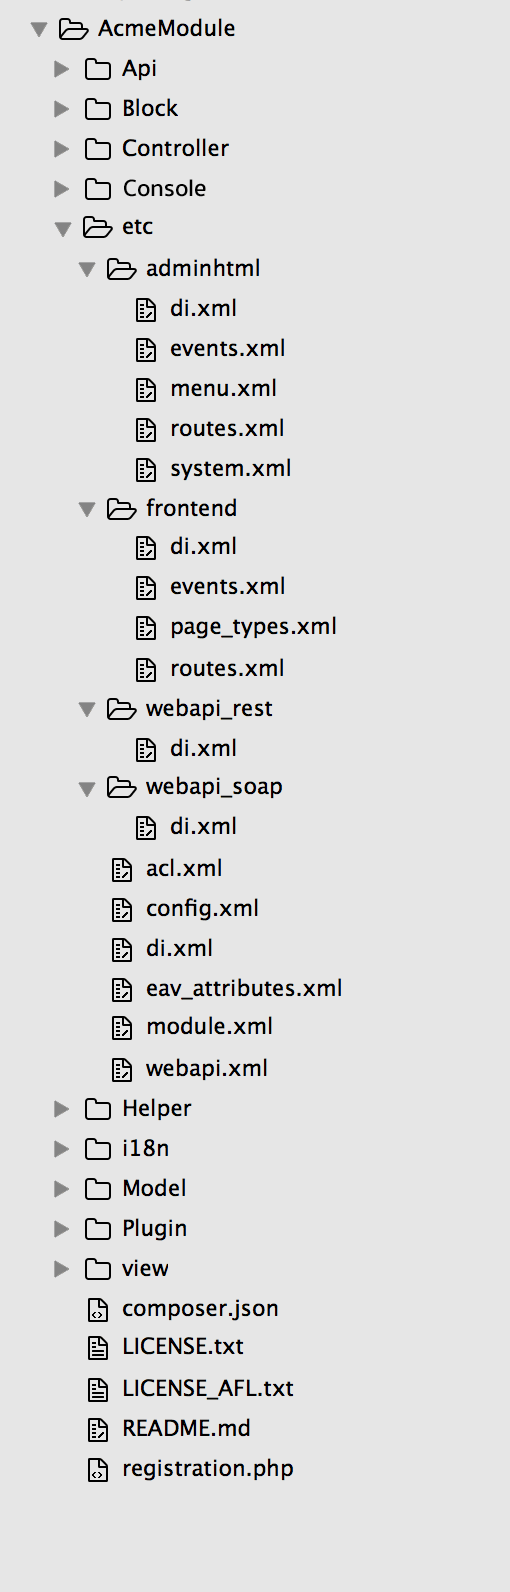 AcmeModule
Api
Block
Controller
Console
etc
adminhtml
di.xml
events.xml
menu.xml
routes.xml
system.xml
frontend
di.xml
events.xml
page_types.xml
routes.xml
webapi_rest
di.xml
webapi_soap
di.xml
acl.xml
config.xml
di.xml
eav_attributes.xml
module.xml
webapi.xml
Helper
i18n
Model
Plugin
view
composer.json
LICENSE.txt
LICENSE_AFL.txt
README.md
registration.php